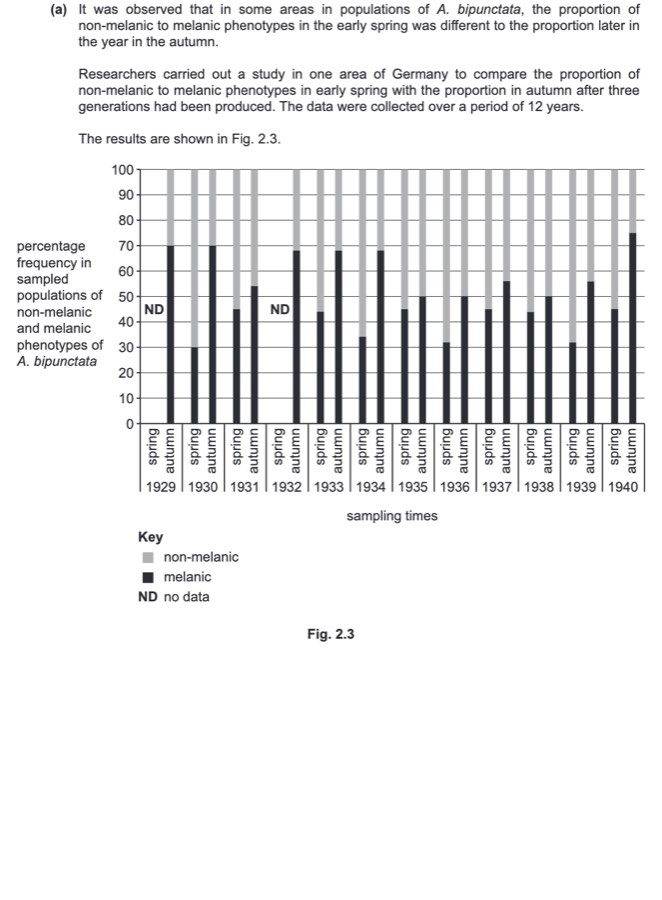 (a) It was observed that in some areas in populations of A. bipunctata, the proportion of
non-melanic to melanic phenotypes in the early spring was different to the proportion later in
the year in the autumn.
Researchers carried out a study in one area of Germany to compare the proportion of
non-melanic to melanic phenotypes in early spring with the proportion in autumn after three
generations had been produced. The data were collected over a period of 12 years.
The results are shown in Fig. 2.3.
percentage
frequency in
sampled
populations of
non-melanic
and melanic
phenotypes of
A. bipunctata
100
90
80
70
60
50
40
30
20
10
0
ND ND
spring autumn spring autumn spring autumn spring autumn spring autumn spring autumn spring autumn spring autumn spring autumn spring autumn spring autumn spring autumn
1929 1930 1931 1932 1933 1934 1935 1936 1937 1938 1939 1940
sampling times
Key
non-melanic
melanic
ND no data
Fig. 2.3